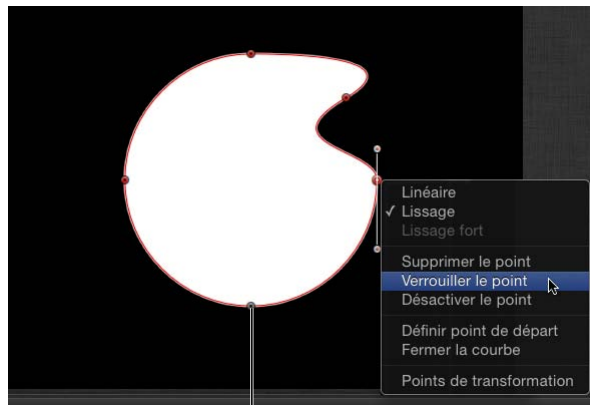 Linéaire
✓ Lissage
Lissage fort
Supprimer le point
Verrouiller le point
Désactiver le point
Définir point de départ
Fermer la courbe
Points de transformation